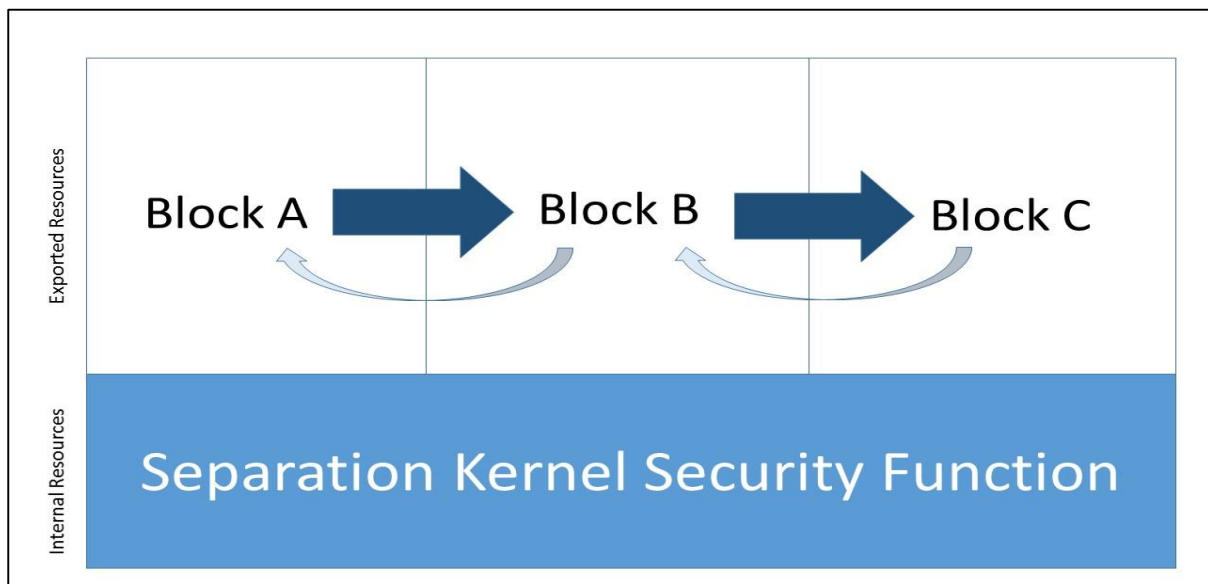 Exported Resources
Block A
Block B
Block C
Internal Resources
Separation Kernel Security Function